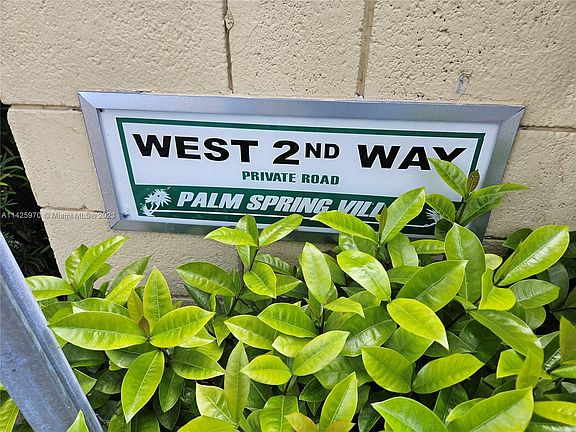 WEST 2ND WAY
PRIVATE ROAD
PALM SPRING
A11425970 © Miami MLS © 2023